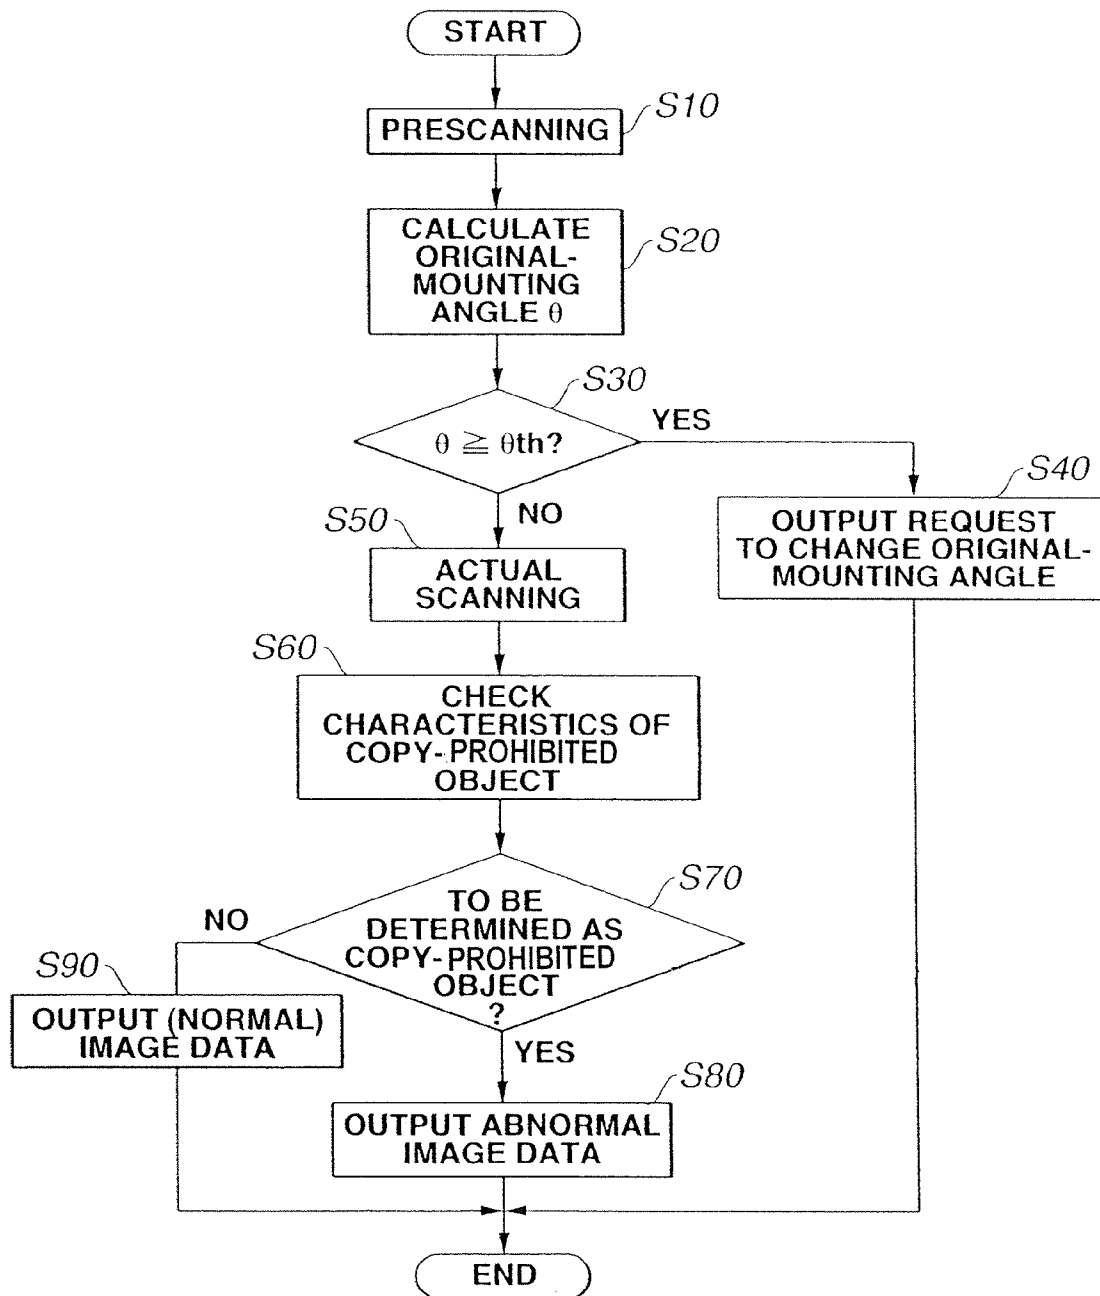 START
S10
PRESCANNING
S20
CALCULATE
ORIGINAL-
MOUNTING
ANGLE θ
S30
θ ≧ θth?
YES
NO
S40
OUTPUT REQUEST
TO CHANGE ORIGINAL-
MOUNTING ANGLE
S50
ACTUAL
SCANNING
S60
CHECK
CHARACTERISTICS OF
COPY-PROHIBITED
OBJECT
S70
TO BE
DETERMINED AS
COPY-PROHIBITED
OBJECT
?
NO
YES
S90
OUTPUT (NORMAL)
IMAGE DATA
S80
OUTPUT ABNORMAL
IMAGE DATA
END